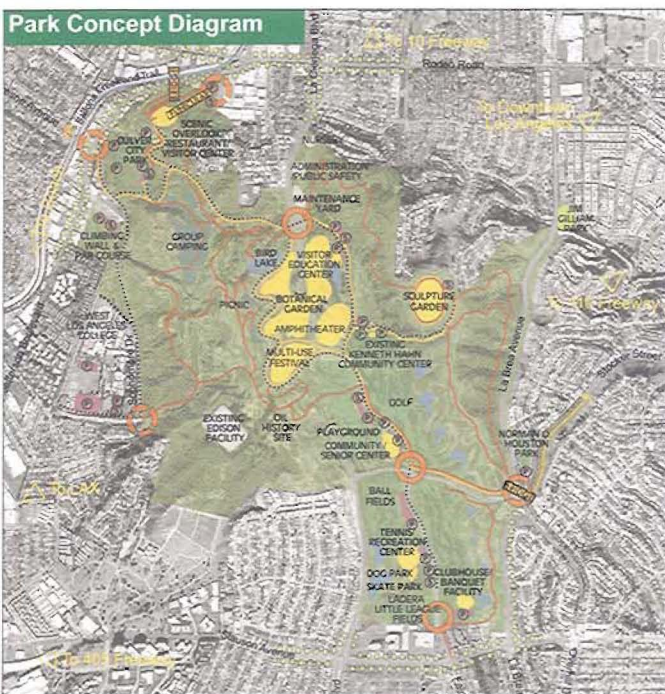 Park Concept Diagram
To 10 Freeway
La Cienega Blvd
Rodeo Road
To Downtown
Los Angeles
SCENIC
OVERLOOK/
RESTAURANT/
VISITOR CENTER
CULVER
CITY
PARK
ADMINISTRATION
/PUBLIC SAFETY
MAINTENANCE
YARD
JIM
GILLIAM
PARK
CLIMBING
WALL &
PAR COURSE
GROUP
CAMPING
BIRD
LAKE
VISITOR
EDUCATION
CENTER
BOTANICAL
GARDEN
SCULPTURE
GARDEN
PICNIC
AMPHITHEATER
WEST
LOS ANGELES
COLLEGE
EXISTING
KENNETH HAHN
COMMUNITY CENTER
MULTI-USE
FESTIVAL
La Brea Avenue
Stocker Street
GOLF
EXISTING
EDISON
FACILITY
OIL
HISTORY
SITE
PLAYGROUND
COMMUNITY/
SENIOR CENTER
NORMAN O
HOUSTON
PARK
To LAX
BALL
FIELDS
TENNIS/
RECREATION
CENTER
DOG PARK
SKATE PARK
CLUBHOUSE/
BANQUET
FACILITY
LADERA
LITTLE LEAGUE
FIELDS
To 405 Freeway